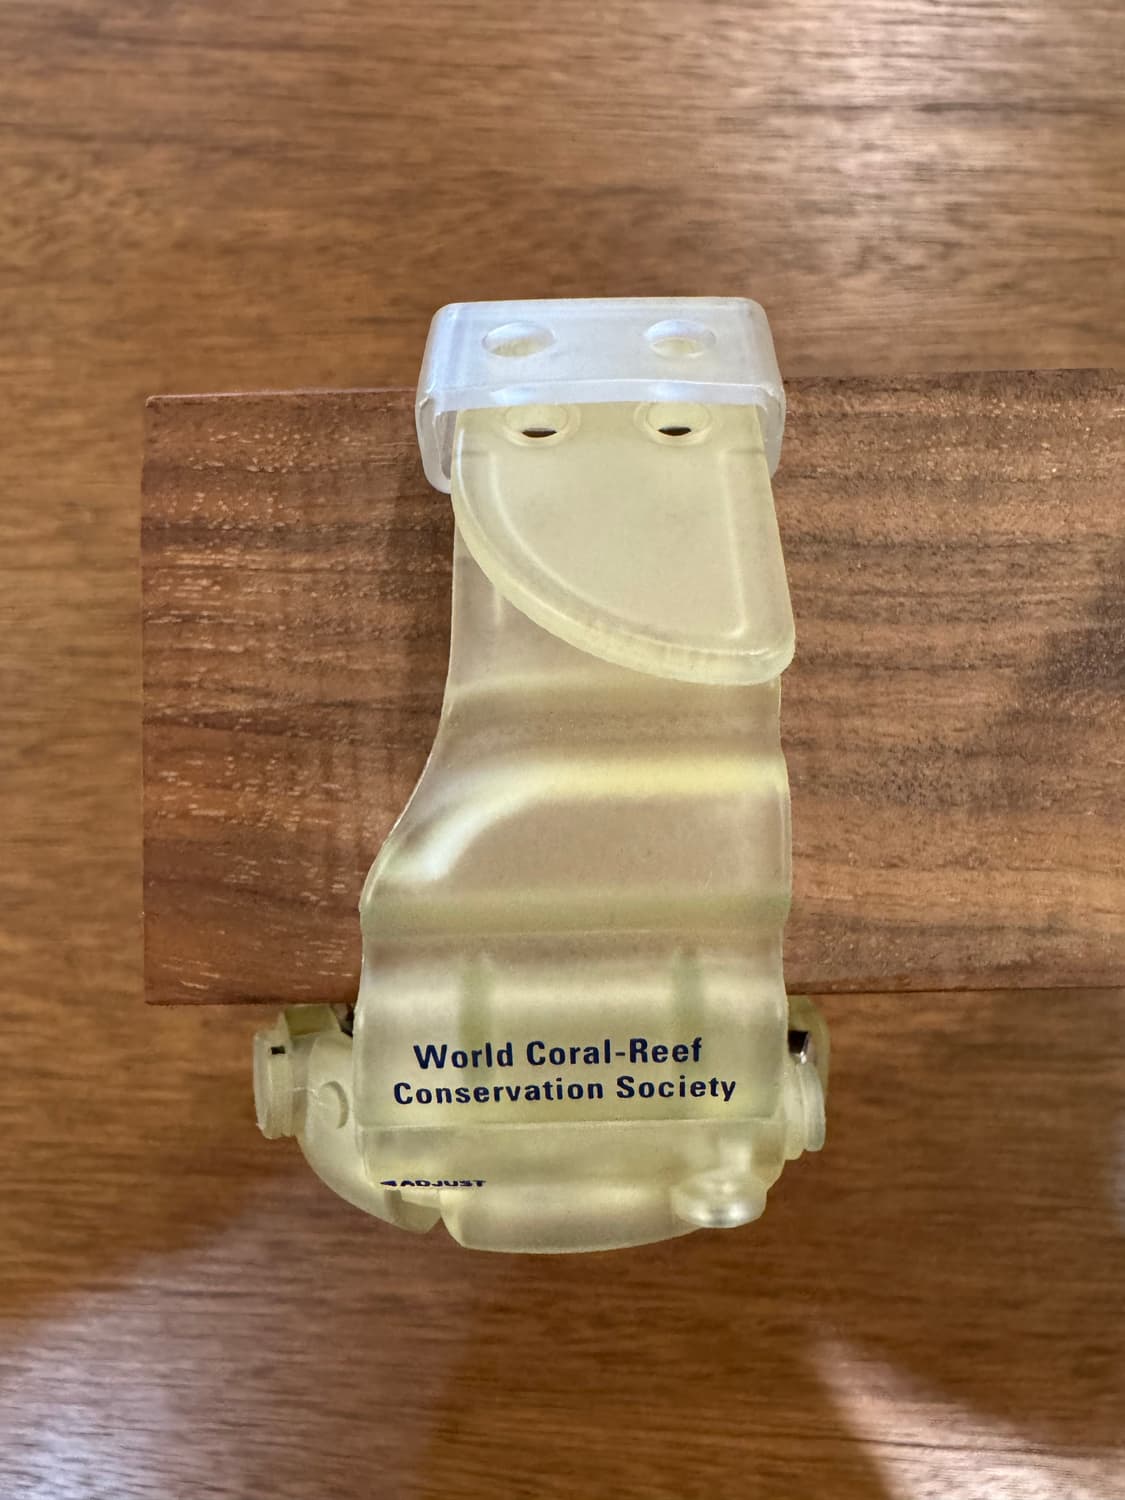 World Coral-Reef
Conservation Society
◄ADJUST